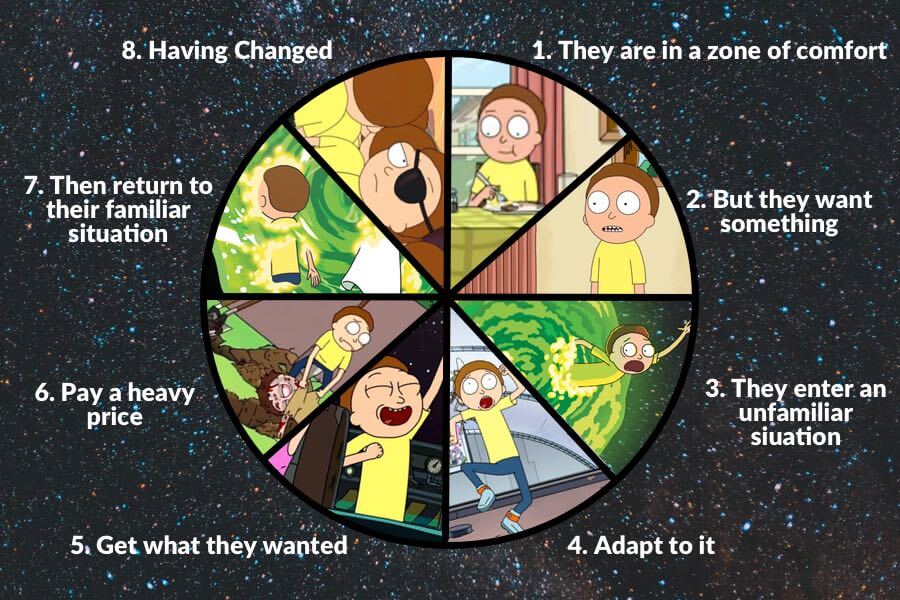 1. They are in a zone of comfort
2. But they want
something
3. They enter an
unfamiliar
siuation
4. Adapt to it
5. Get what they wanted
6. Pay a heavy
price
7. Then return to
their familiar
situation
8. Having Changed